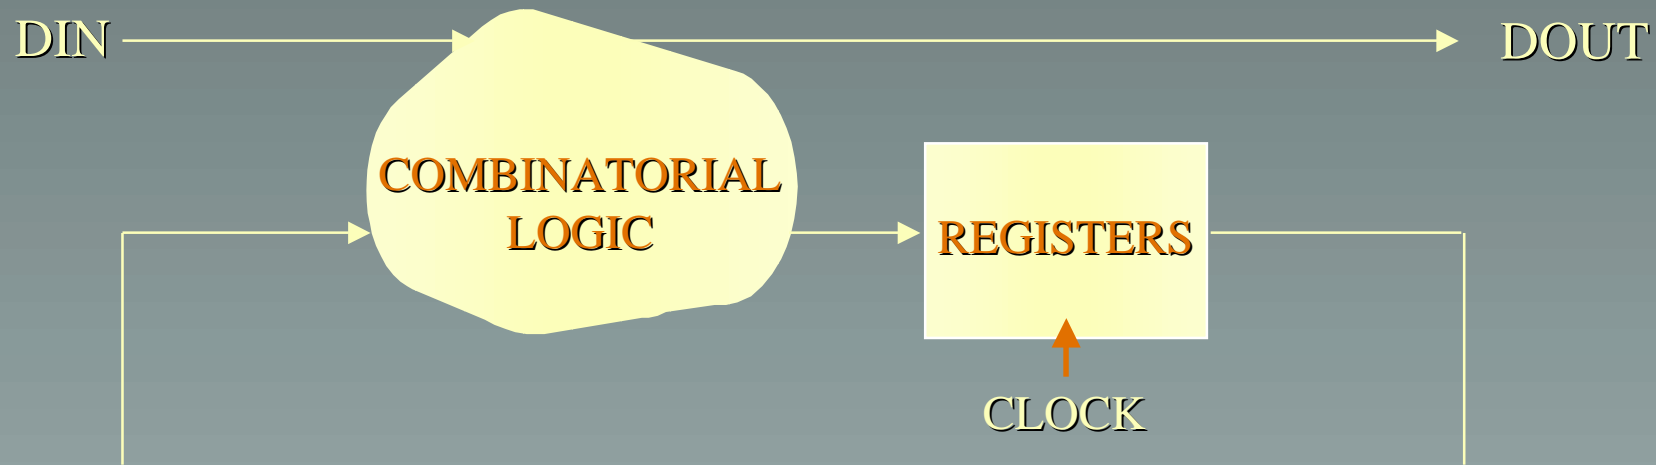 DIN
DOUT
COMBINATORIAL
LOGIC
REGISTERS
CLOCK